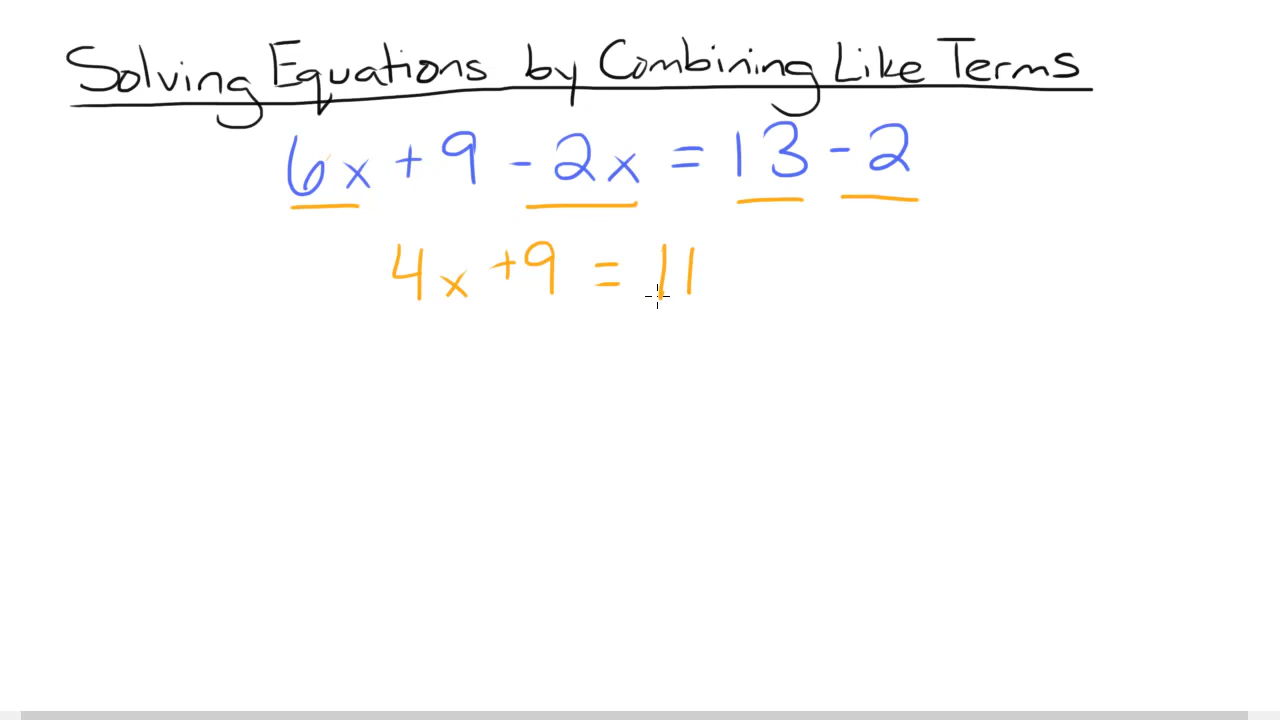 Solving Equations by Combining Like Terms
6x + 9 - 2x = 13 - 2
4x + 9 = 11